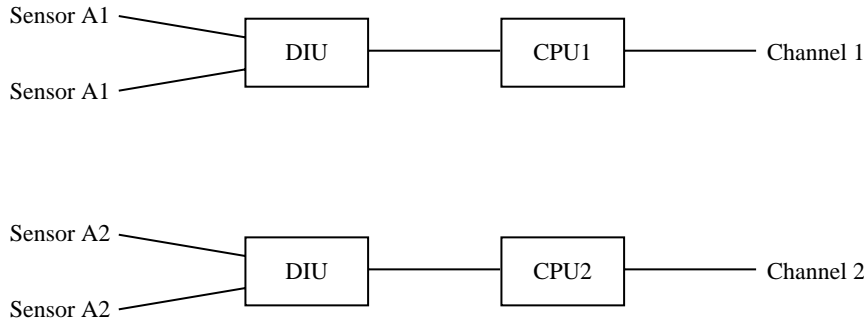 Sensor A1
DIU
CPU1
Channel 1
Sensor A1
Sensor A2
DIU
CPU2
Channel 2
Sensor A2